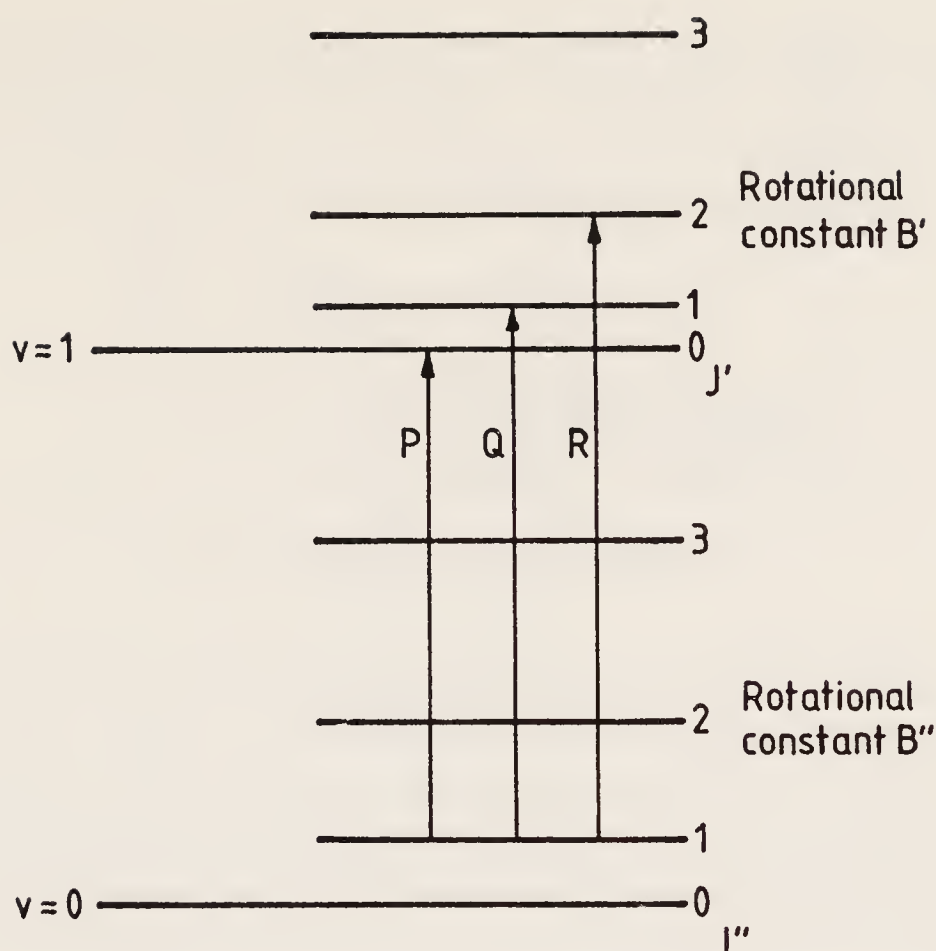 3
Rotational
2
constant B'
1
v = 1
0
J'
P
Q
R
3
Rotational
2
constant B"
1
v = 0
0
J"